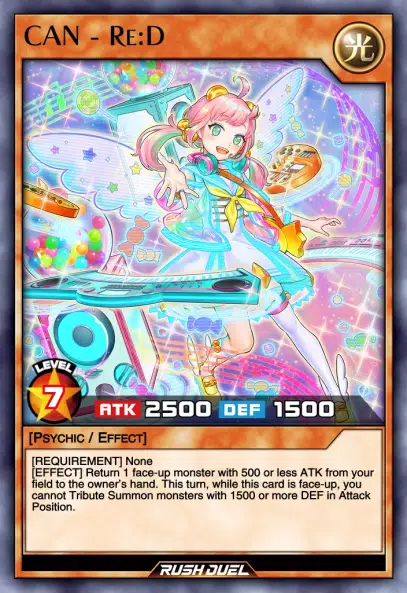 CAN - RE:D
光
LEVEL
7
ATK 2500 DEF 1500
[PSYCHIC / EFFECT]
[REQUIREMENT] None
[EFFECT] Return 1 face-up monster with 500 or less ATK from your
field to the owner's hand. This turn, while this card is face-up, you
cannot Tribute Summon monsters with 1500 or more DEF in Attack
Position.
RUSH DUEL